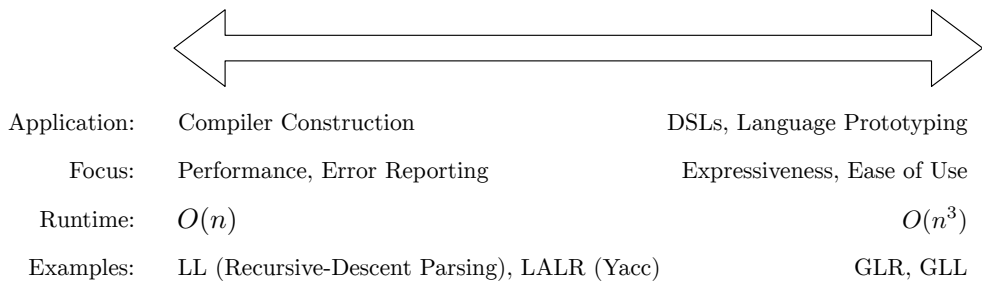 Application: Compiler Construction DSLs, Language Prototyping
Focus: Performance, Error Reporting Expressiveness, Ease of Use
Runtime: O(n) O(n³)
Examples: LL (Recursive-Descent Parsing), LALR (Yacc) GLR, GLL